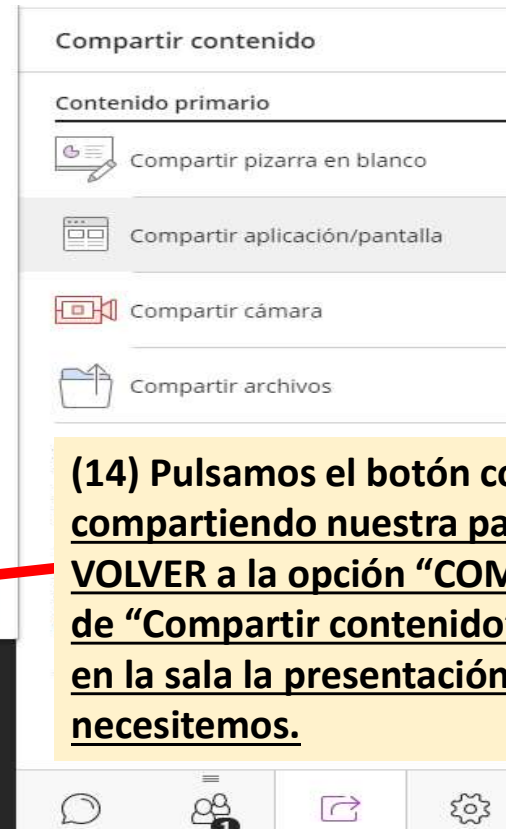 Compartir contenido
Contenido primario
Compartir pizarra en blanco
Compartir aplicación/pantalla
Compartir cámara
Compartir archivos
(14) Pulsamos el botón
compartiendo nuestra
VOLVER a la opción
de “Compartir contenido”
en la sala la presentación
necesitemos.
1